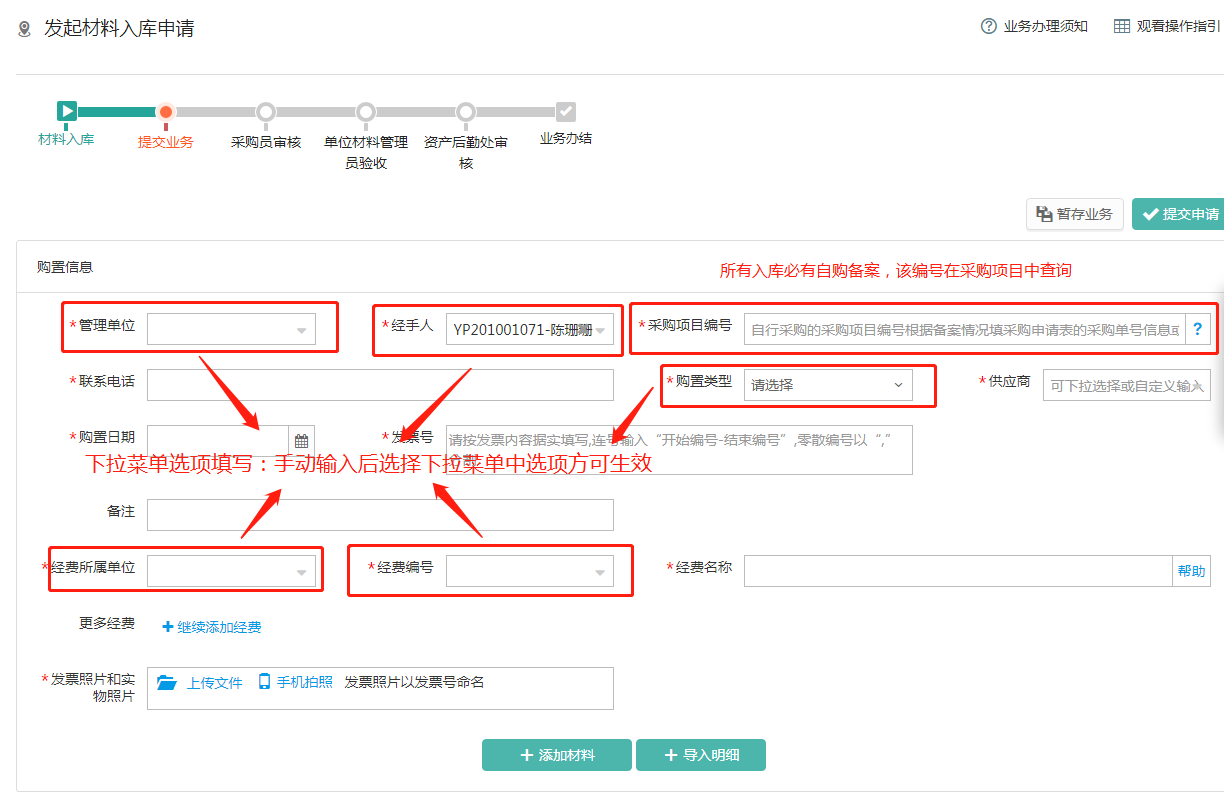 发起材料入库申请
业务办理须知
观看操作指引
材料入库
提交业务
采购员审核
单位材料管理
员验收
资产后勤处审
核
业务办结
暂存业务
提交申请
购置信息
所有入库必有自购备案，该编号在采购项目中查询
*管理单位
*经手人
YP201001071-陈珊珊
*采购项目编号
自行采购的采购项目编号根据备案情况填采购申请表的采购单号信息或
?
*联系电话
*购置类型
请选择
*供应商
可下拉选择或自定义输入
*购置日期
*发票号
请按发票内容据实填写,连号输入“开始编号-结束编号”,零散编号以“,”
下拉菜单选项填写：手动输入后选择下拉菜单中选项方可生效
备注
*经费所属单位
*经费编号
*经费名称
帮助
更多经费
继续添加经费
*发票照片和实
物照片
上传文件
手机拍照
发票照片以发票号命名
添加材料
导入明细